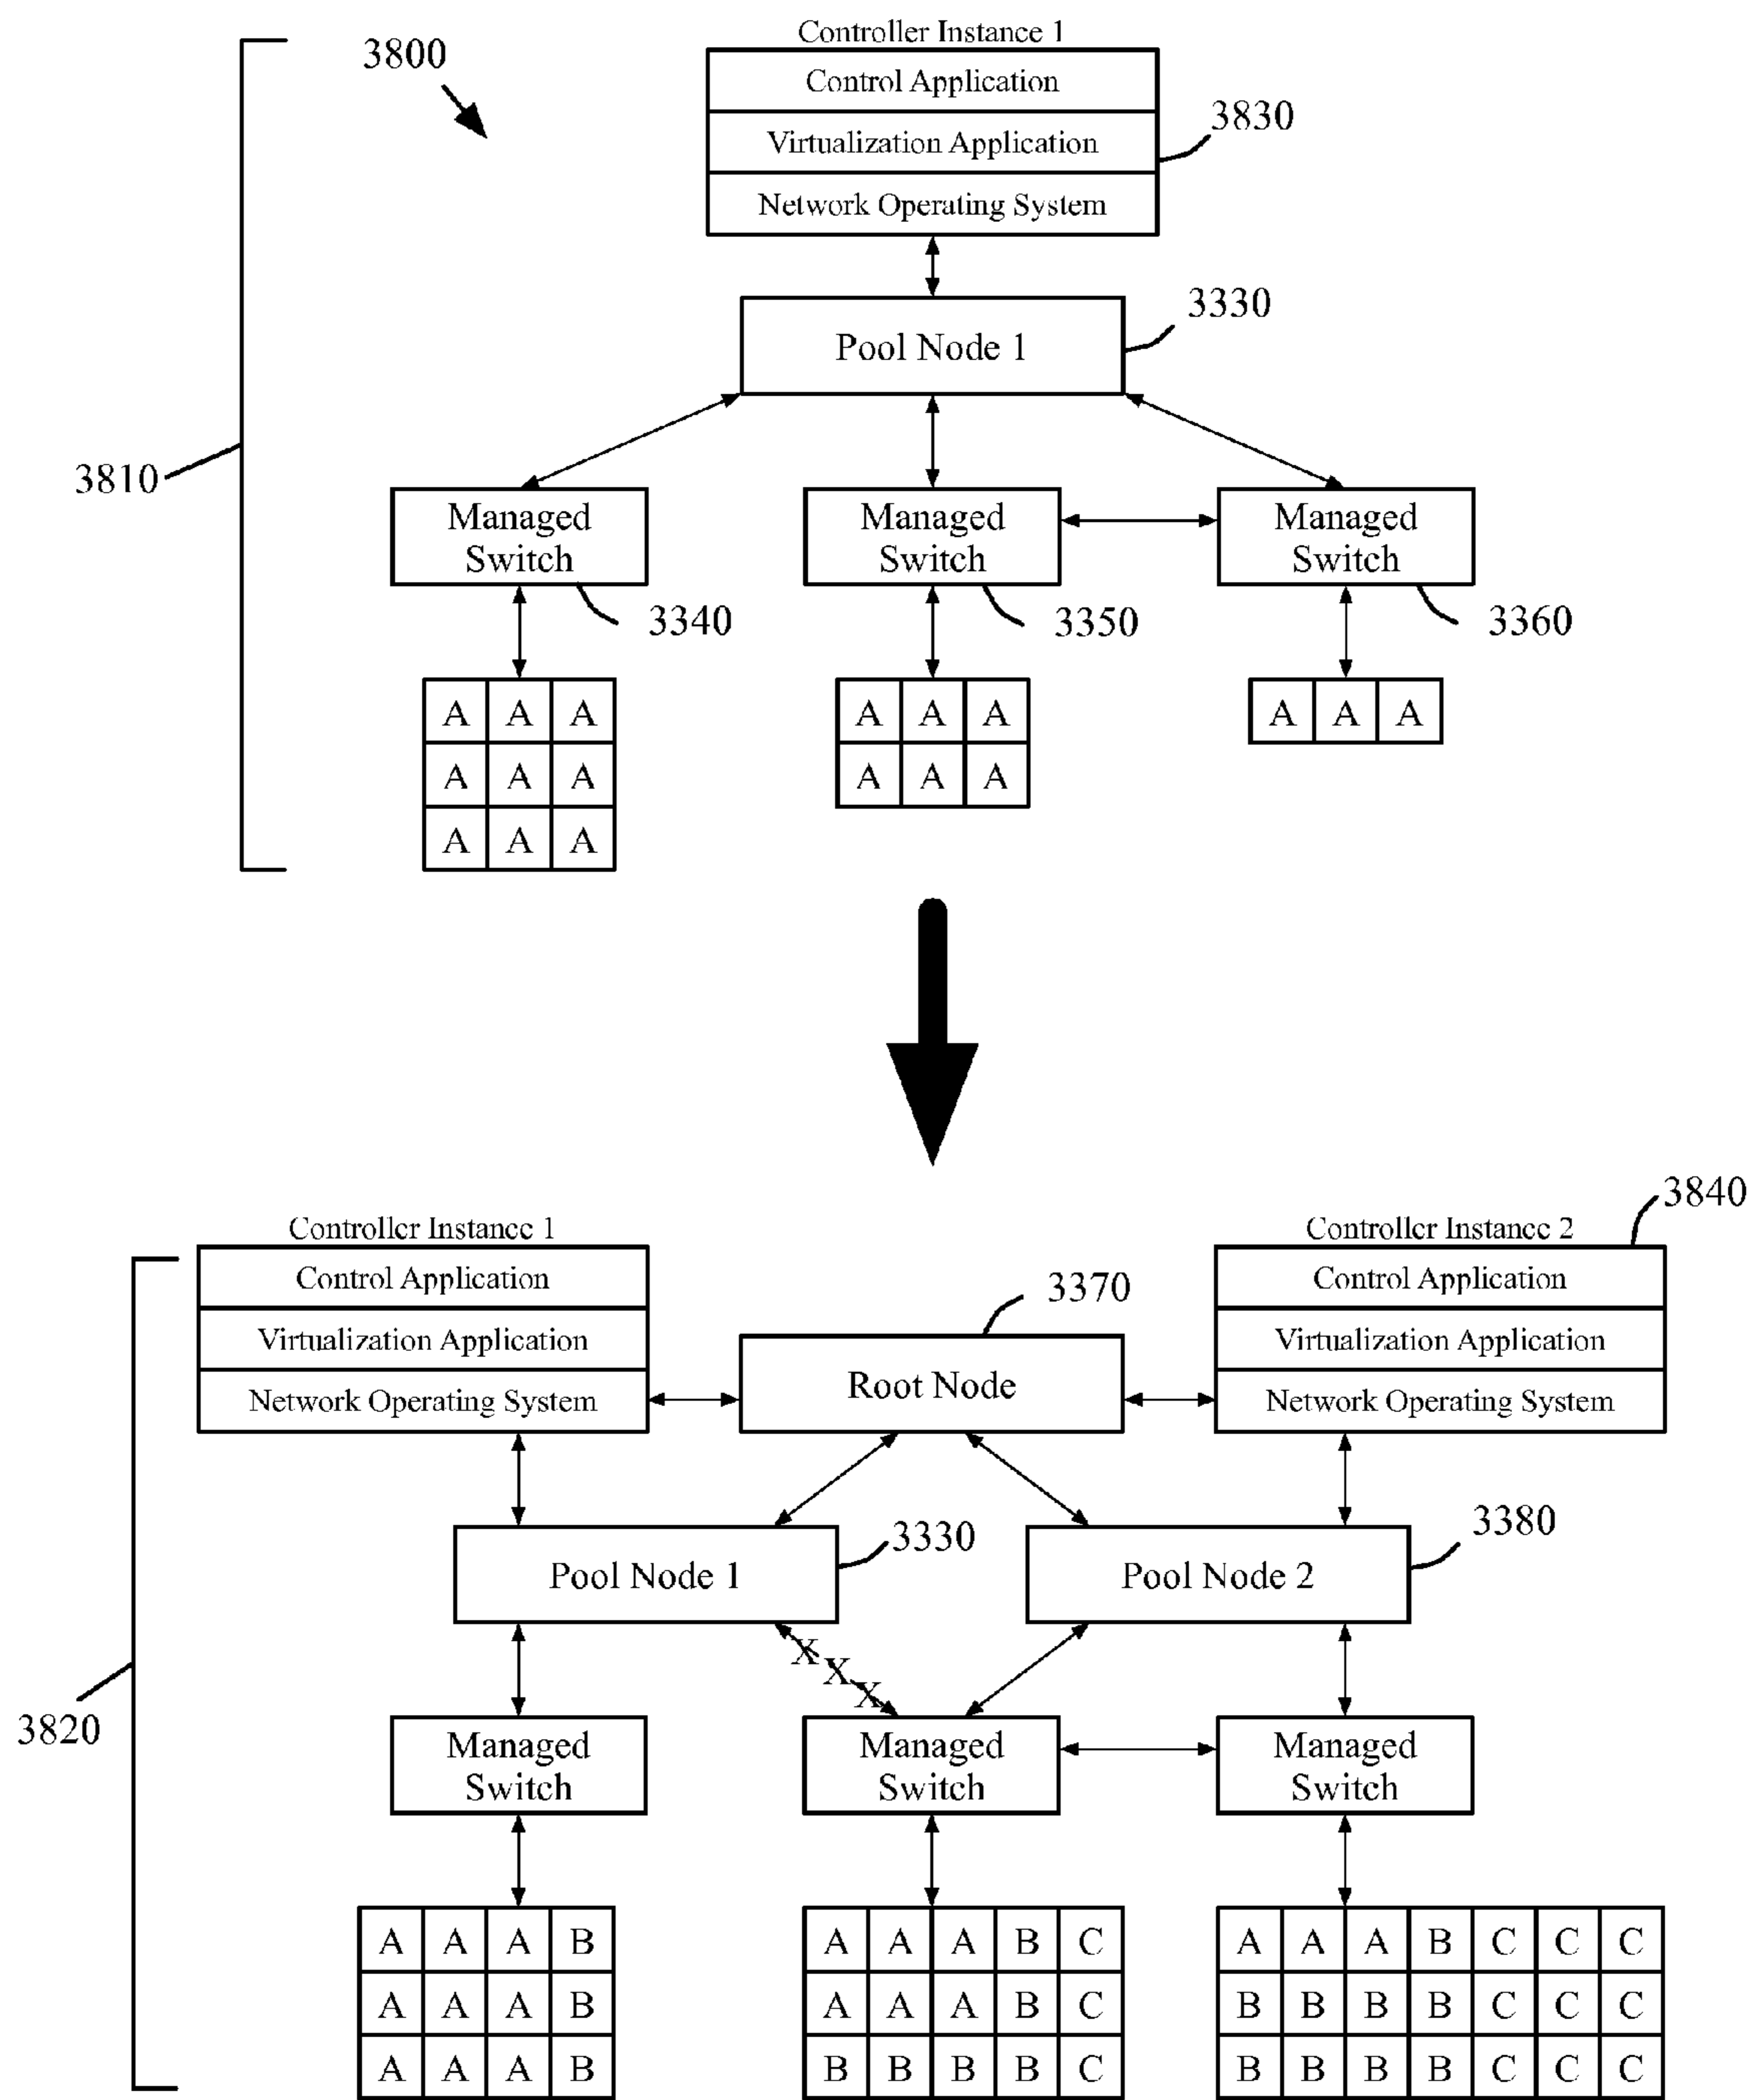 Controller Instance 1
3800
Control Application
3830
Virtualization Application
Network Operating System
3330
Pool Node 1
3810
Managed Switch
Managed Switch
Managed Switch
3340
3350
3360
A A A
A A A
A A A
A A A
A A A
A A A
3840
Controller Instance 1
Controller Instance 2
Control Application
Control Application
3370
Virtualization Application
Root Node
Virtualization Application
Network Operating System
Network Operating System
3330
3380
Pool Node 1
Pool Node 2
X
X
X
3820
Managed Switch
Managed Switch
Managed Switch
A A A B
A A A B C
A A A B C C C
A A A B
A A A B C
B B B B C C C
A A A B
B B B B C
B B B B C C C